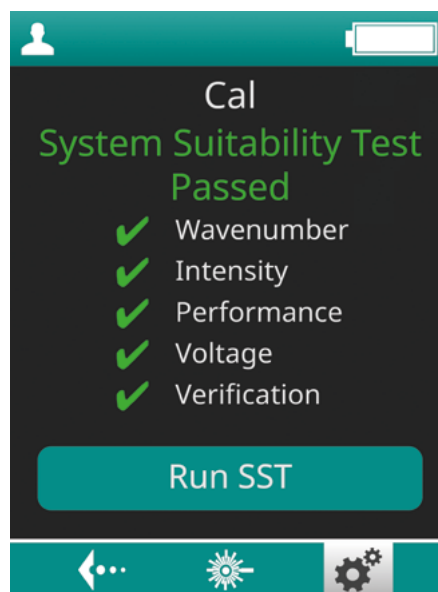 Cal
System Suitability Test
Passed
Wavenumber
Intensity
Performance
Voltage
Verification
Run SST